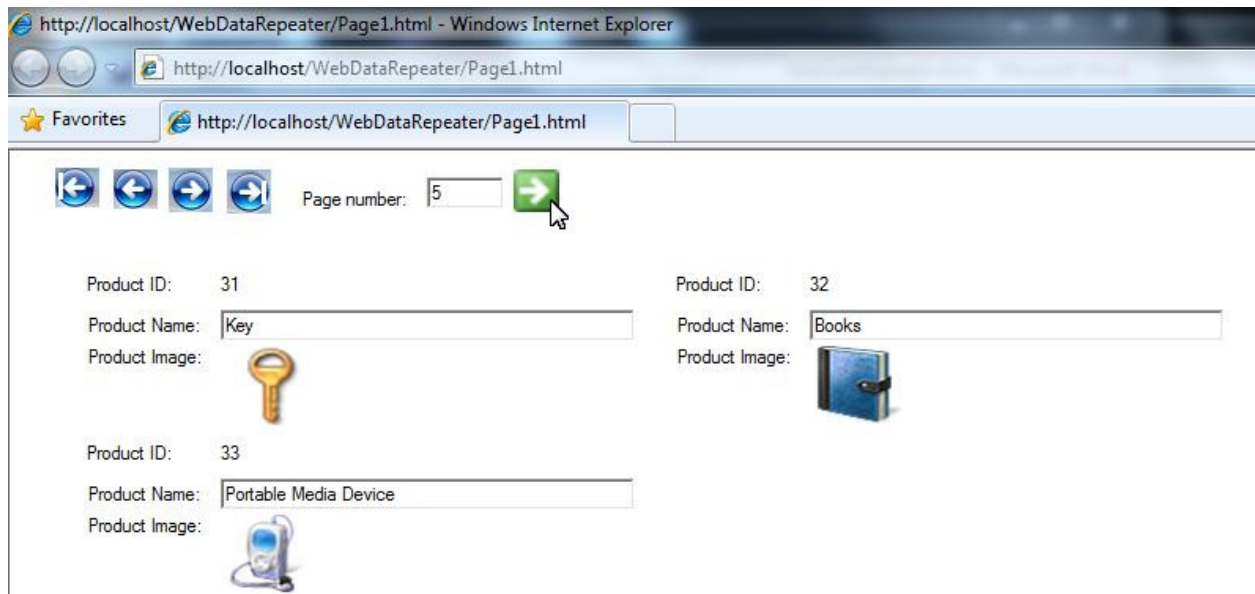 http://localhost/WebDataRepeater/Page1.html - Windows Internet Explorer
http://localhost/WebDataRepeater/Page1.html
Favorites http://localhost/WebDataRepeater/Page1.html
Page number: 5
Product ID: 31 Product ID: 32
Product Name: Key Product Name: Books
Product Image: Product Image:
Product ID: 33
Product Name: Portable Media Device
Product Image: